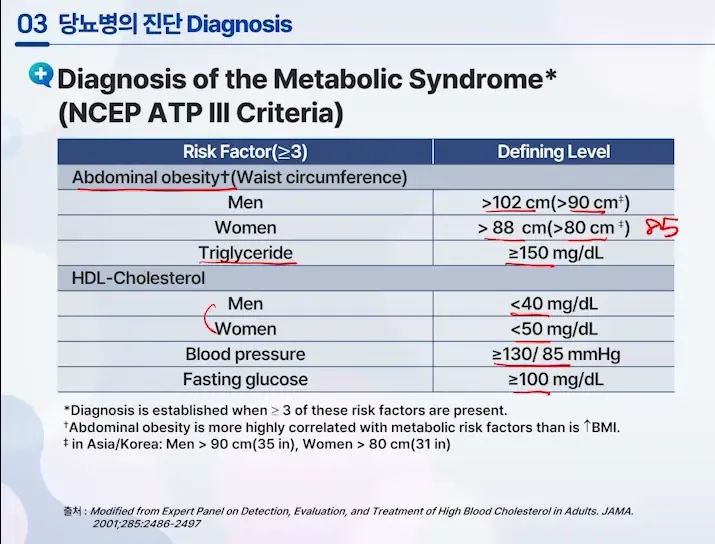 03 당뇨병의 진단 Diagnosis
Diagnosis of the Metabolic Syndrome*
(NCEP ATP III Criteria)
Risk Factor(≥3) Defining Level
Abdominal obesity†(Waist circumference)
Men >102 cm(>90 cm‡)
Women > 88 cm(>80 cm ‡) 85
Triglyceride ≥150 mg/dL
HDL-Cholesterol
Men <40 mg/dL
Women <50 mg/dL
Blood pressure ≥130/ 85 mmHg
Fasting glucose ≥100 mg/dL
*Diagnosis is established when ≥ 3 of these risk factors are present.
†Abdominal obesity is more highly correlated with metabolic risk factors than is ↑BMI.
‡ in Asia/Korea: Men > 90 cm(35 in), Women > 80 cm(31 in)
출처 : Modified from Expert Panel on Detection, Evaluation, and Treatment of High Blood Cholesterol in Adults. JAMA.
2001;285:2486-2497